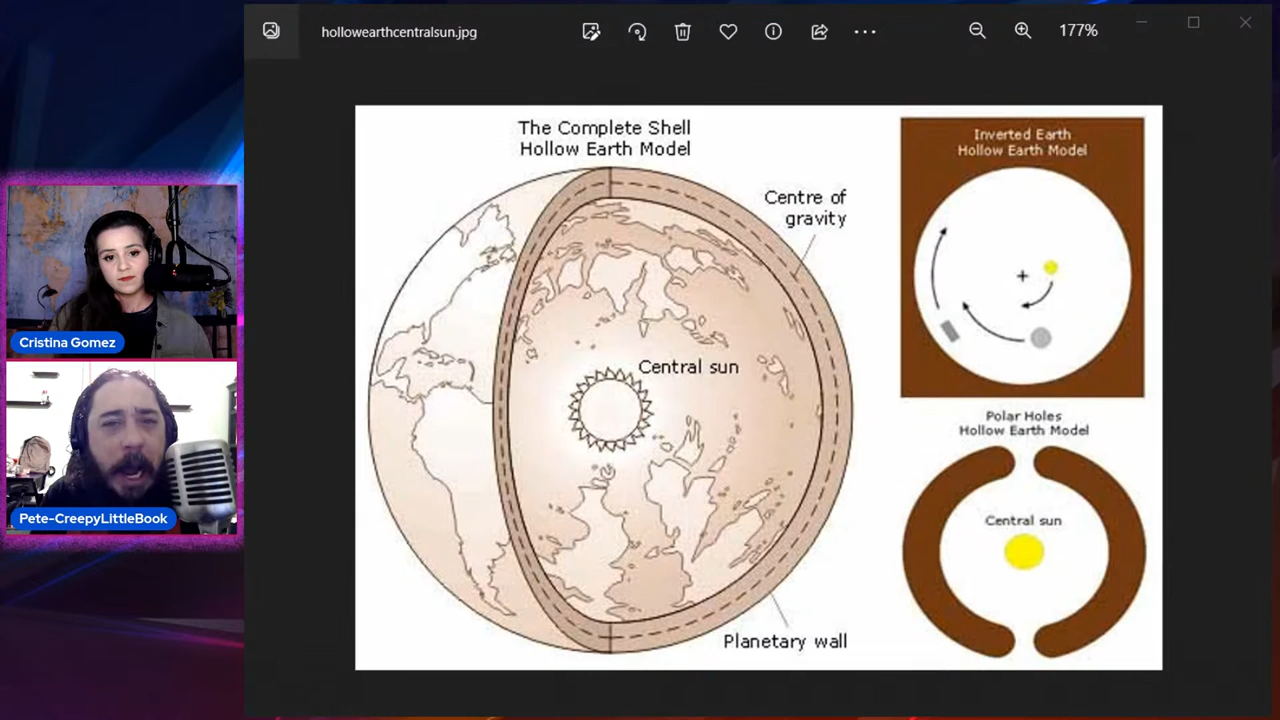 hollowearthcentralsun.jpg
177%
The Complete Shell
Hollow Earth Model
Centre of
gravity
Central sun
Planetary wall
Inverted Earth
Hollow Earth Model
Polar Holes
Hollow Earth Model
Central sun
Cristina Gomez
Pete-CreepyLittleBook